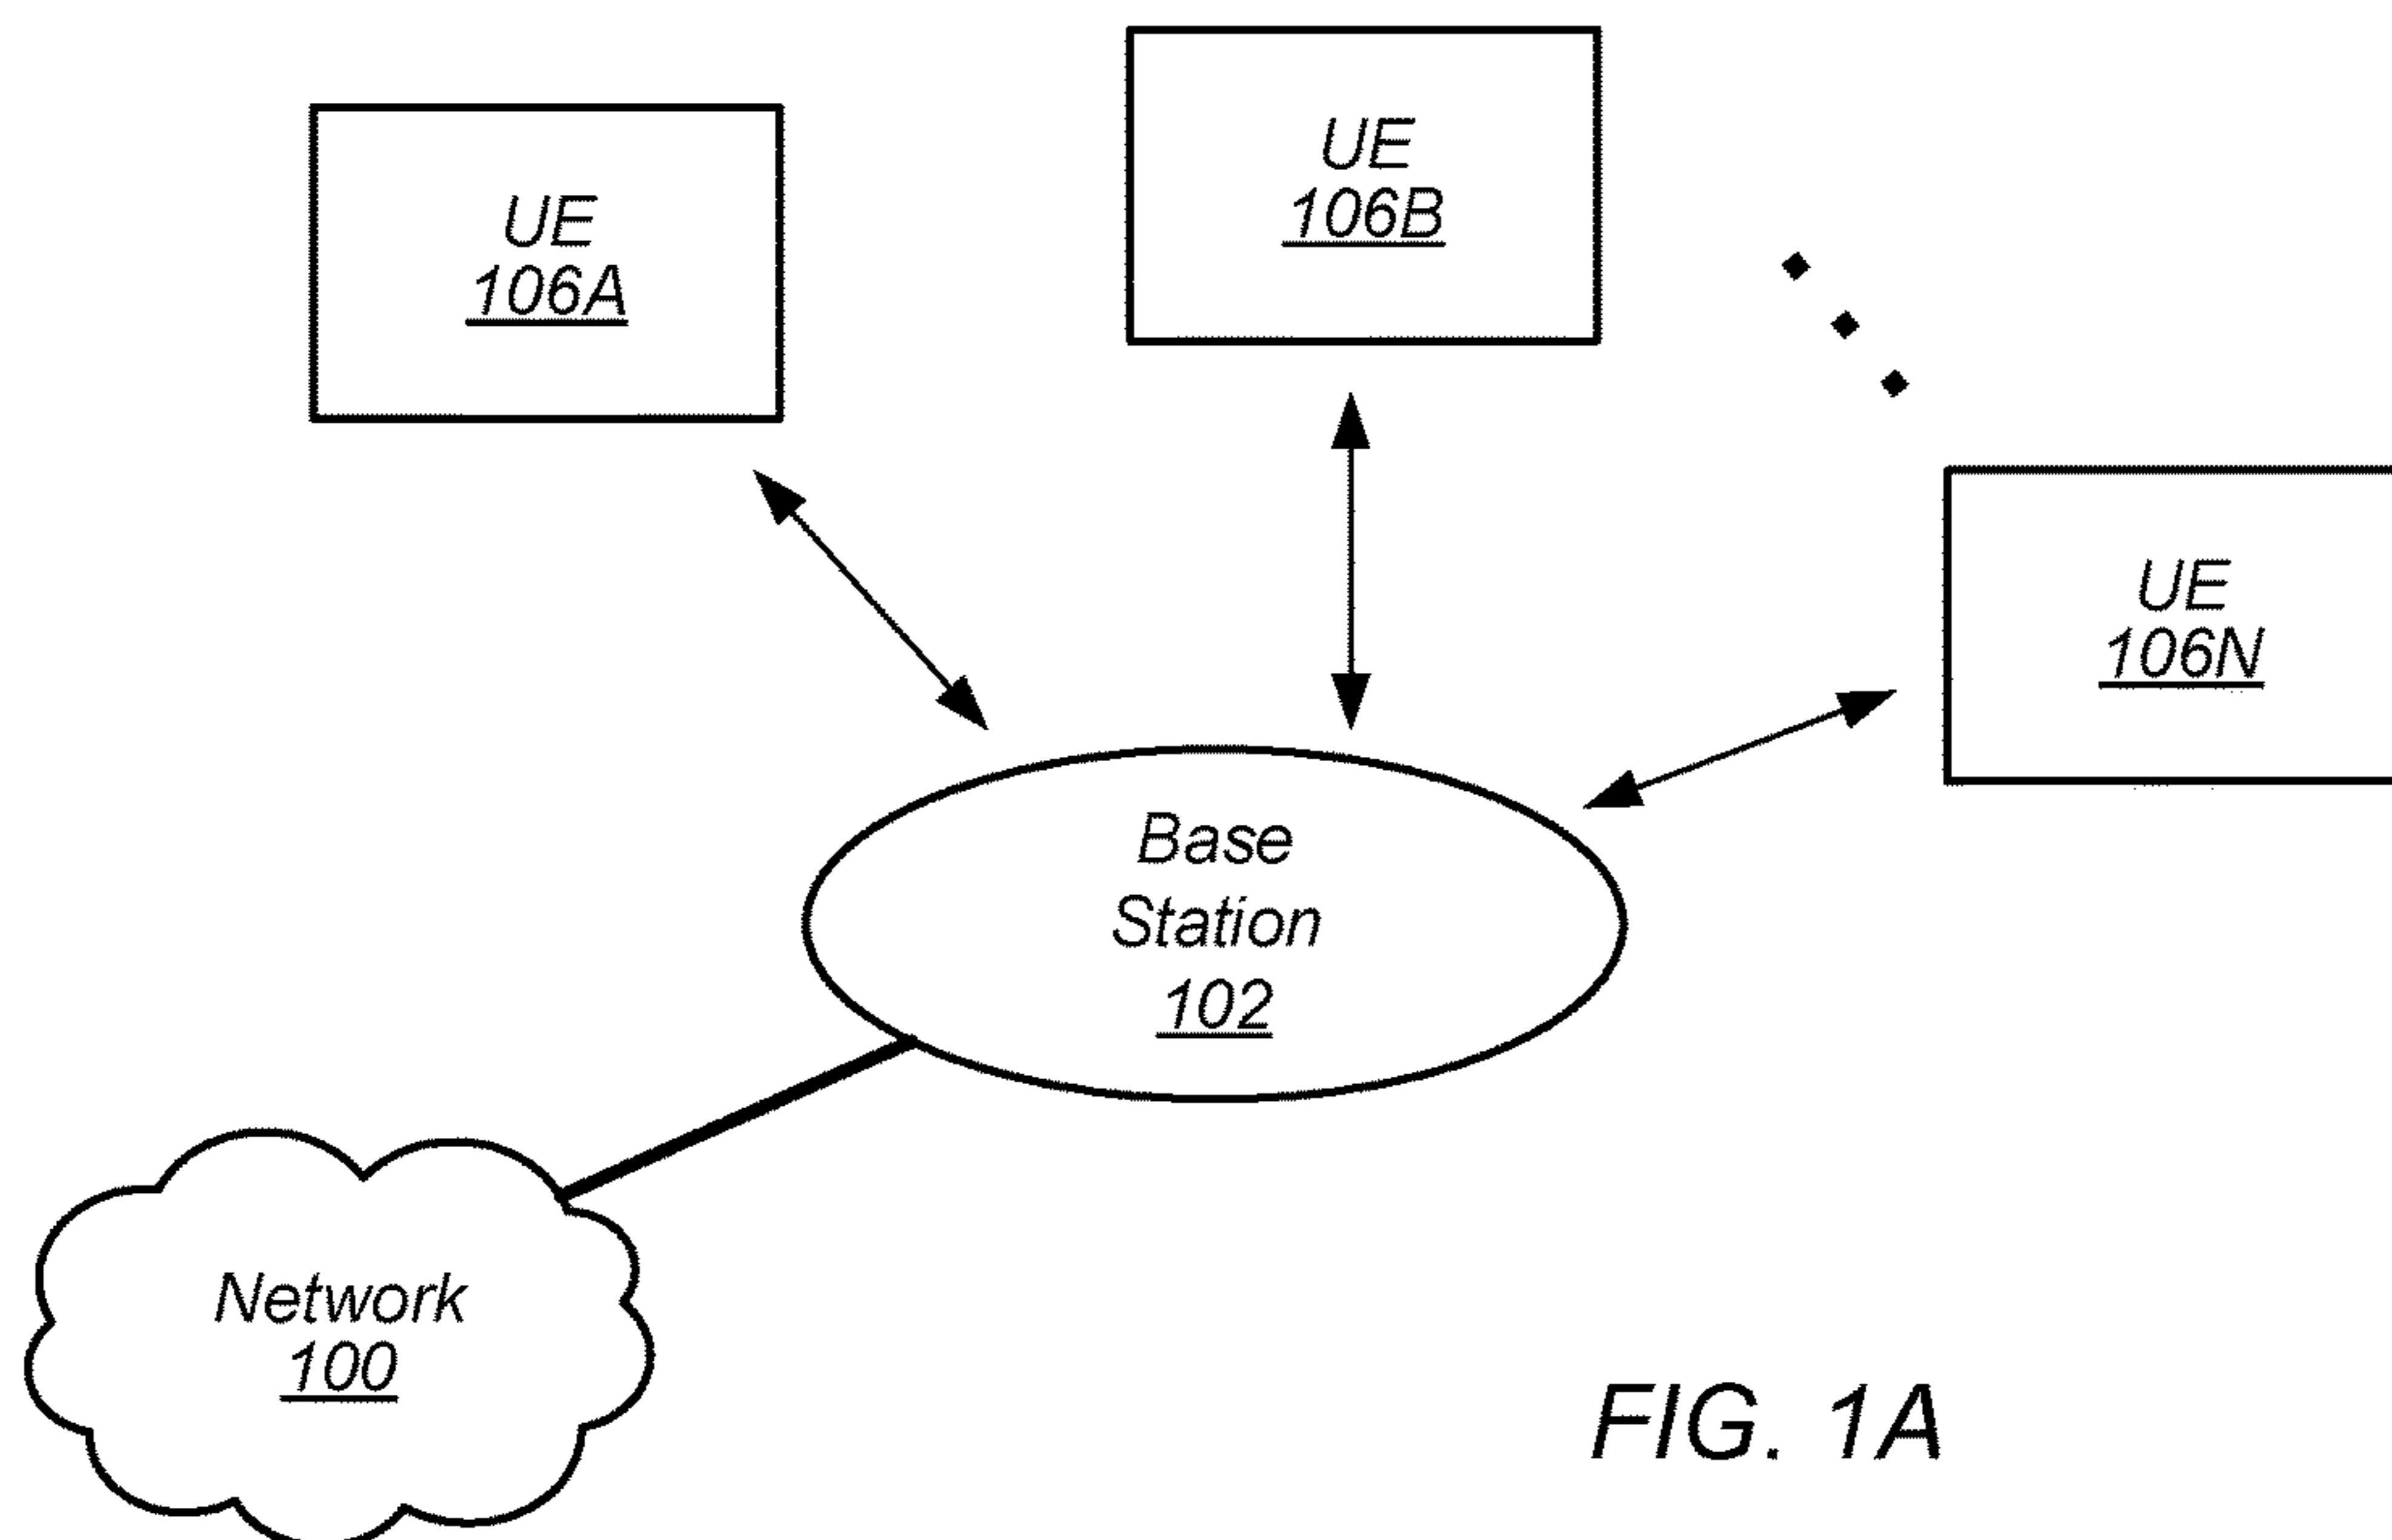 UE
106A
UE
106B
UE
106N
Base
Station
102
Network
100
FIG. 1A